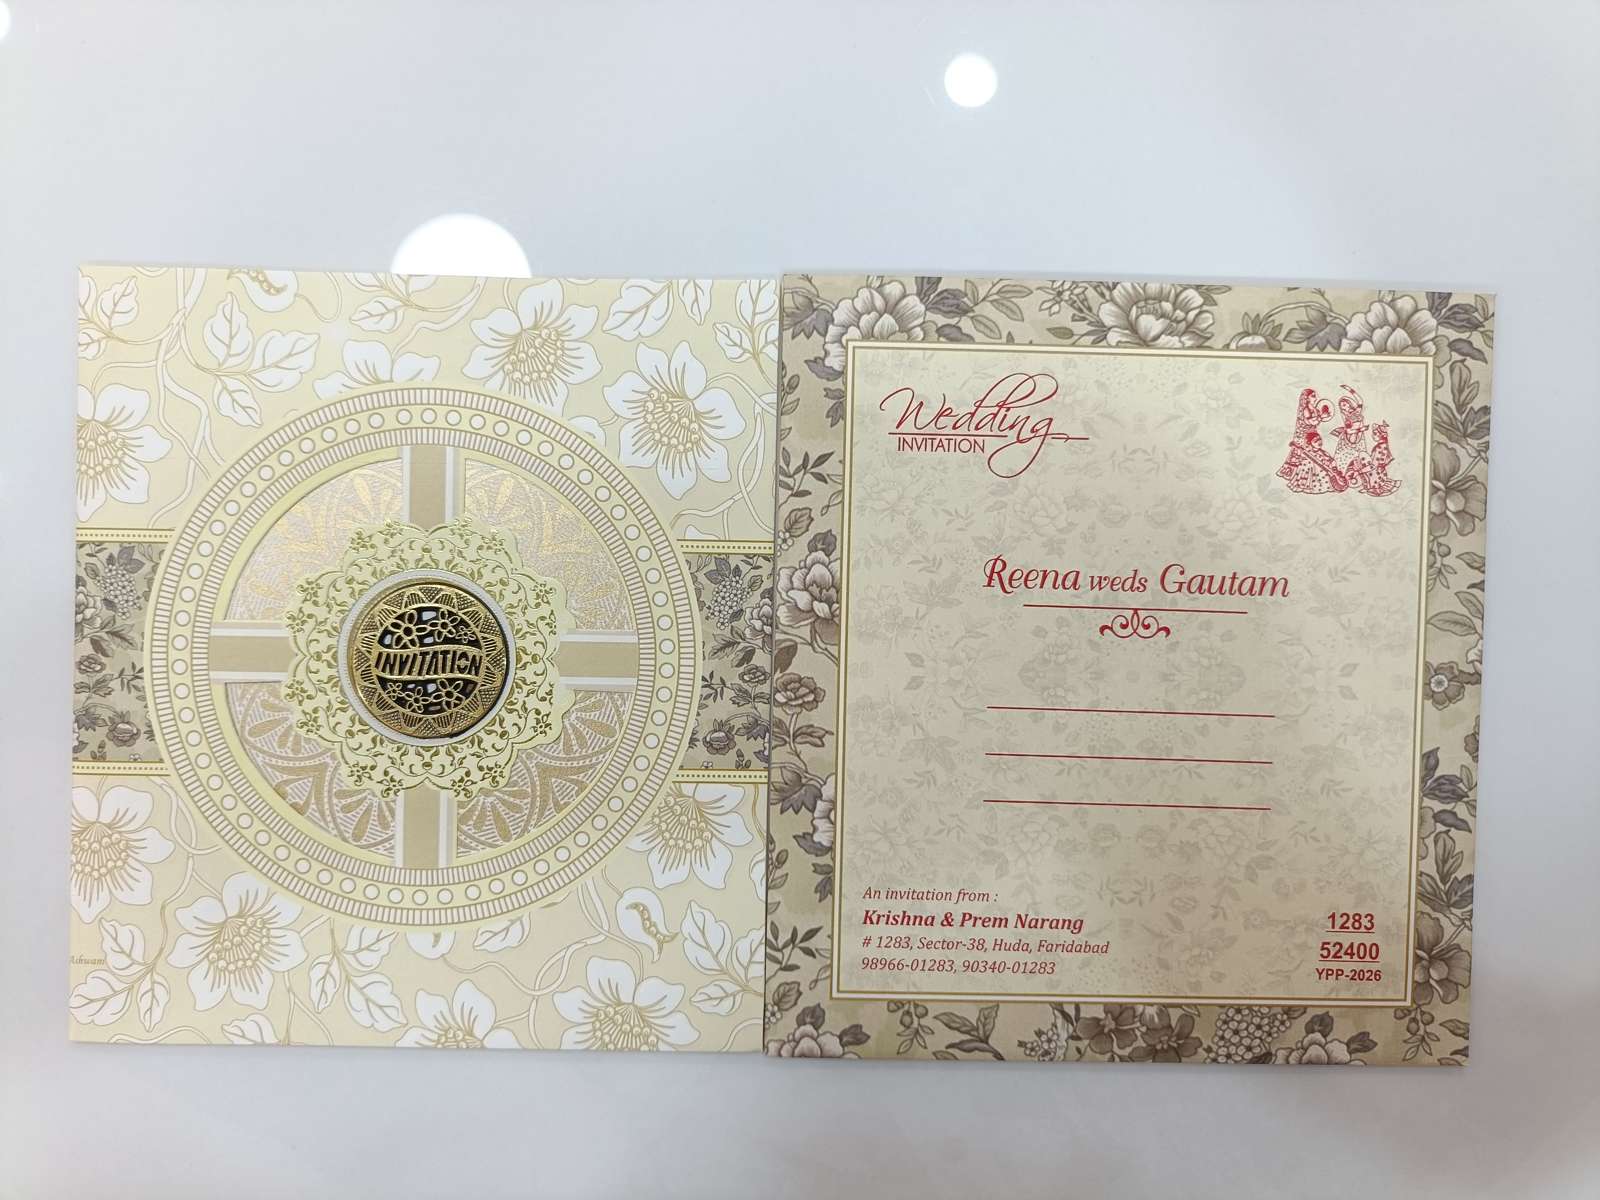 INVITATION
Ashwam
Wedding
INVITATION
Reena weds Gautam
An invitation from :
Krishna & Prem Narang
# 1283, Sector-38, Huda, Faridabad
98966-01283, 90340-01283
1283
52400
YPP-2026